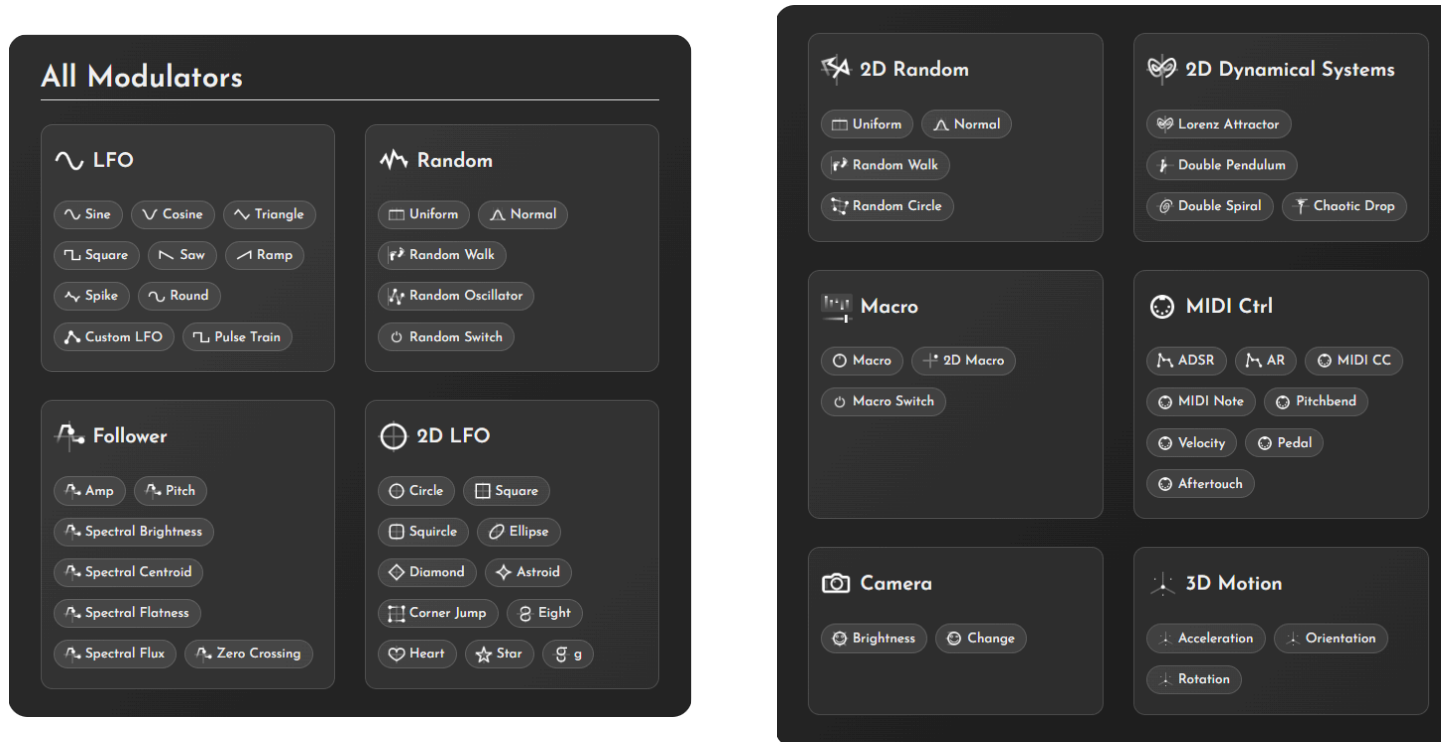 All Modulators
LFO
Sine Cosine Triangle
Square Saw Ramp
Spike Round
Custom LFO Pulse Train
Random
Uniform Normal
Random Walk
Random Oscillator
Random Switch
Follower
Amp Pitch
Spectral Brightness
Spectral Centroid
Spectral Flatness
Spectral Flux Zero Crossing
2D LFO
Circle Square
Squircle Ellipse
Diamond Astroid
Corner Jump Eight
Heart Star g
2D Random
Uniform Normal
Random Walk
Random Circle
2D Dynamical Systems
Lorenz Attractor
Double Pendulum
Double Spiral Chaotic Drop
Macro
Macro 2D Macro
Macro Switch
MIDI Ctrl
ADSR AR MIDI CC
MIDI Note Pitchbend
Velocity Pedal
Aftertouch
Camera
Brightness Change
3D Motion
Acceleration Orientation
Rotation